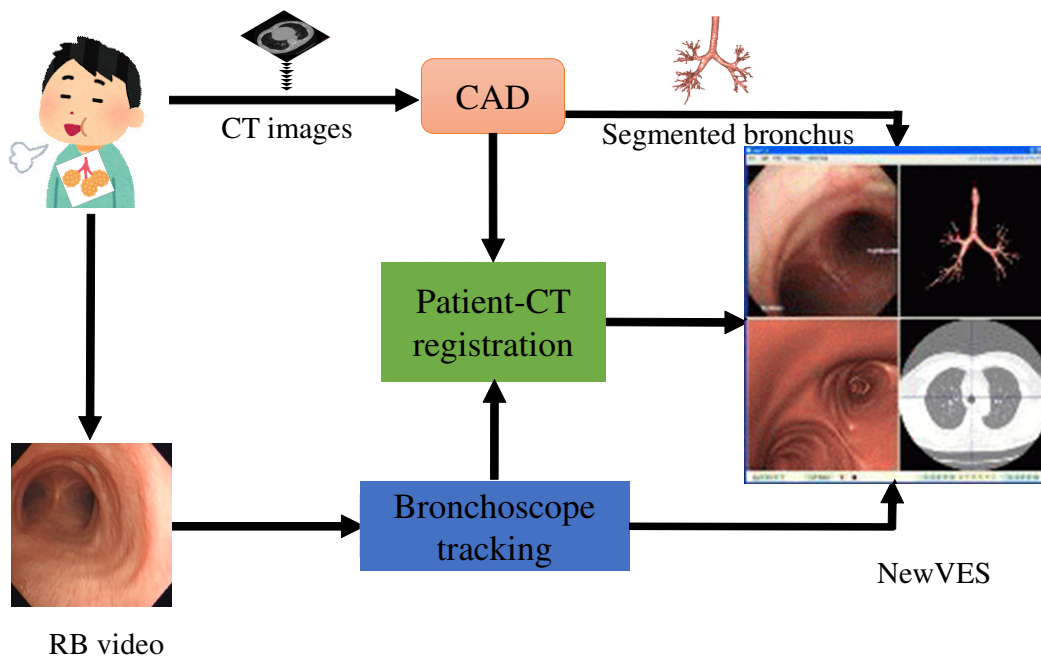 CAD
CT images
Segmented bronchus
Patient-CT
registration
Bronchoscope
tracking
NewVES
RB video